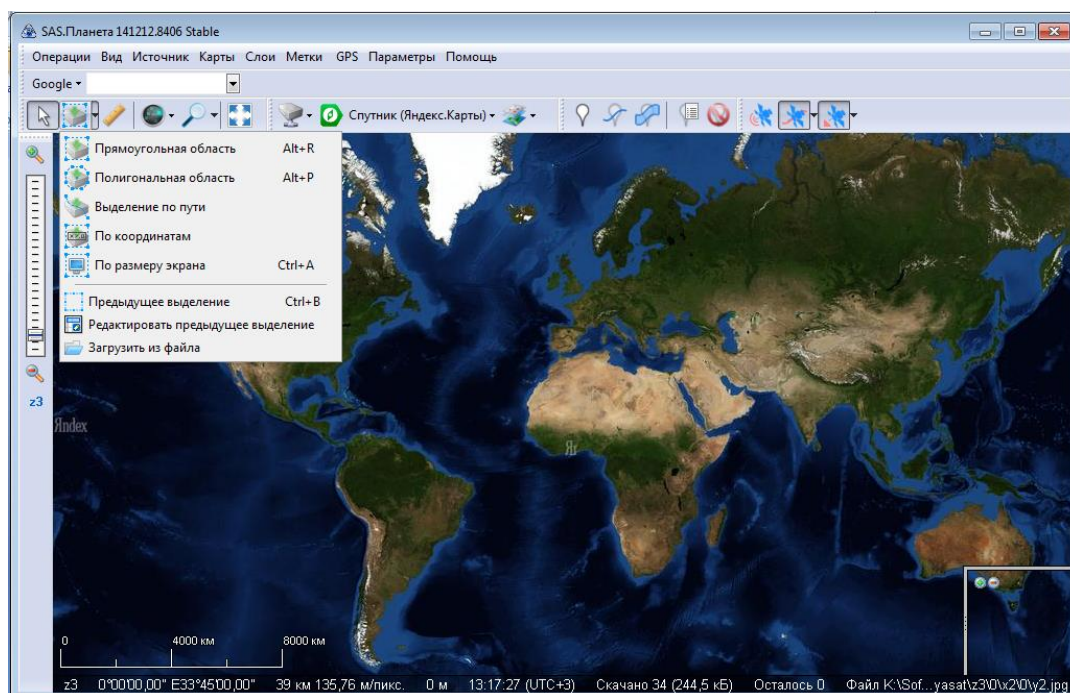 SAS.Планета 141212.8406 Stable
Операции Вид Источник Карты Слои Метки GPS Параметры Помощь
Google
Спутник (Яндекс.Карты)
Прямоугольная область Alt+R
Полигональная область Alt+P
Выделение по пути
По координатам
По размеру экрана Ctrl+A
Предыдущее выделение Ctrl+B
Редактировать предыдущее выделение
Загрузить из файла
z3
Яndex
Яr
0 4000 км 8000 км
z3 0°00'00,00" E33°45'00,00" 39 км 135,76 м/пикс. 0 м 13:17:27 (UTC+3) Скачано 34 (244,5 кБ) Осталось 0 Файл K:\Sof...yasat\z3\0\x2\0\y2.jpg